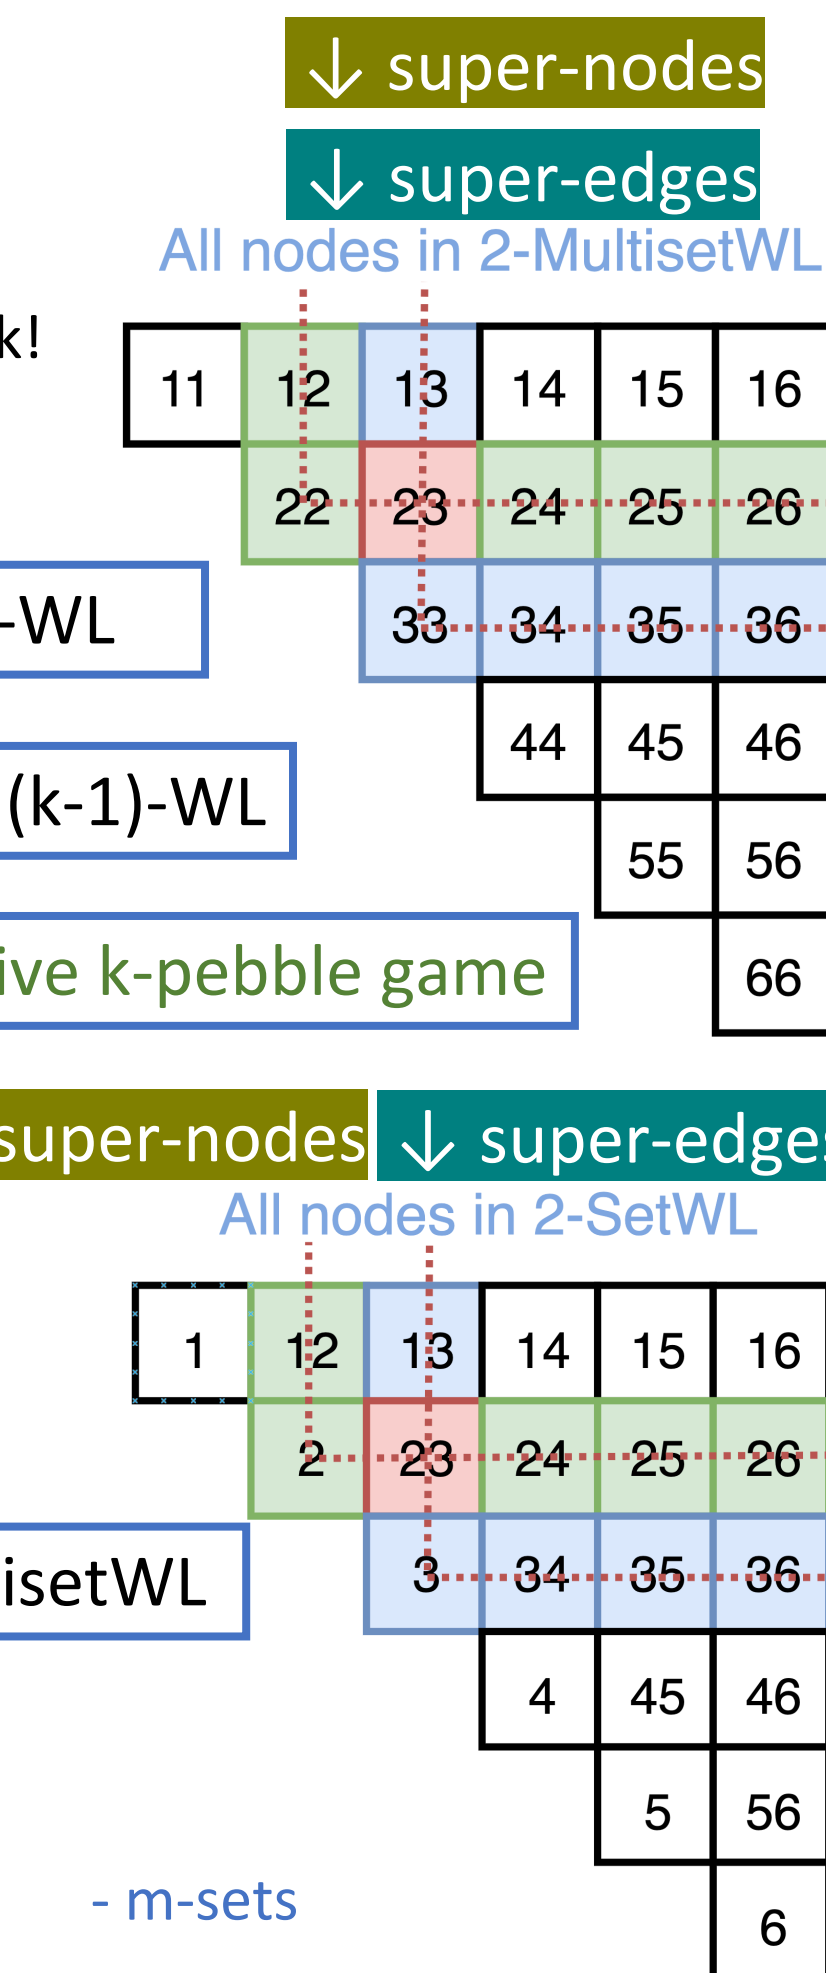 ↓ super-nodes
↓ super-edges
All nodes in 2-MultisetWL
k!
11 12 13 14 15 16
22 23 24 25 26
33 34 35 36
-WL
44 45 46
(k-1)-WL
55 56
ive k-pebble game
66
super-nodes ↓ super-edges
All nodes in 2-SetWL
1 12 13 14 15 16
2 23 24 25 26
3 34 35 36
isetWL
4 45 46
5 56
- m-sets
6